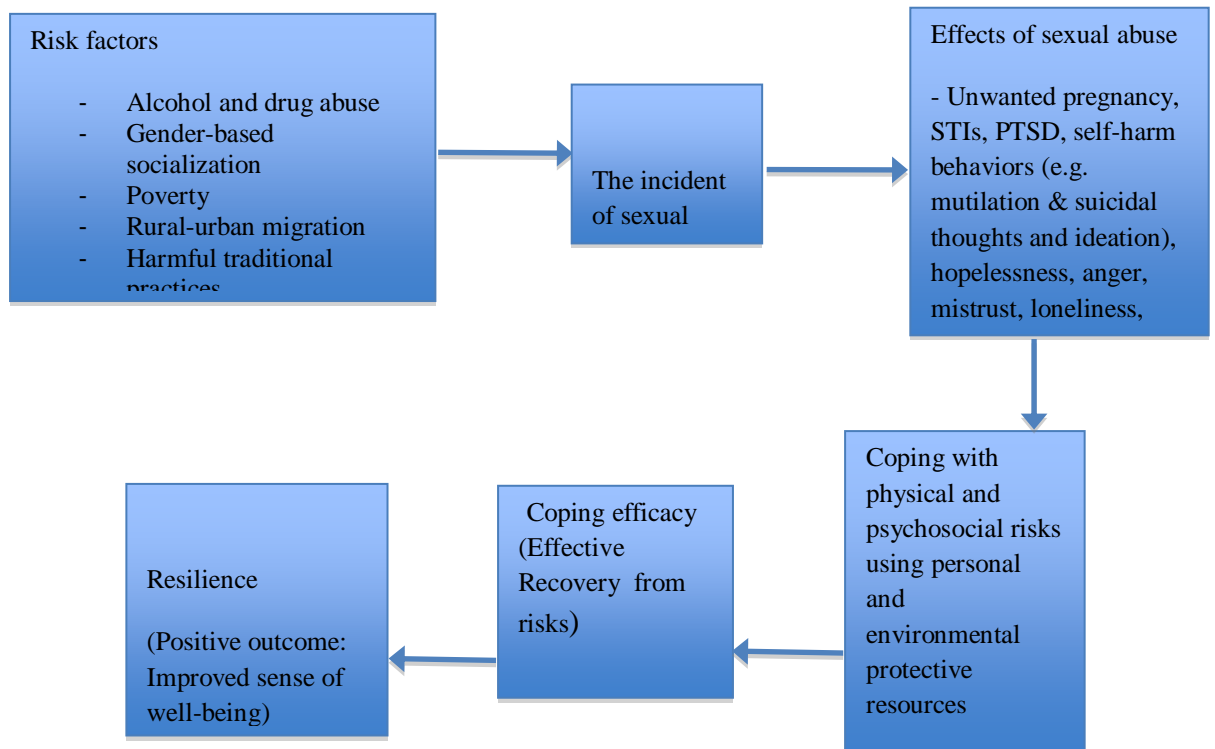 Risk factors
- Alcohol and drug abuse
- Gender-based
socialization
- Poverty
- Rural-urban migration
- Harmful traditional
practices
The incident
of sexual
Effects of sexual abuse
- Unwanted pregnancy,
STIs, PTSD, self-harm
behaviors (e.g.
mutilation & suicidal
thoughts and ideation),
hopelessness, anger,
mistrust, loneliness,
Coping with
physical and
psychosocial risks
using personal
and
environmental
protective
resources
Coping efficacy
(Effective
Recovery from
risks)
Resilience
(Positive outcome:
Improved sense of
well-being)